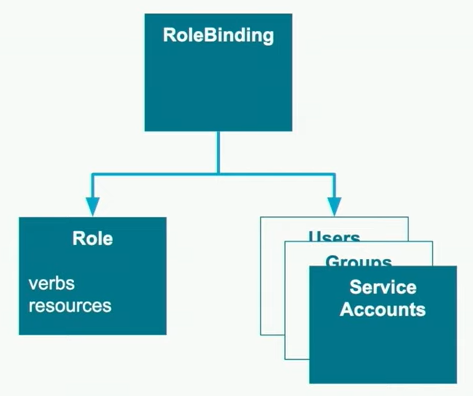 RoleBinding
Role
verbs
resources
Users
Groups
Service
Accounts